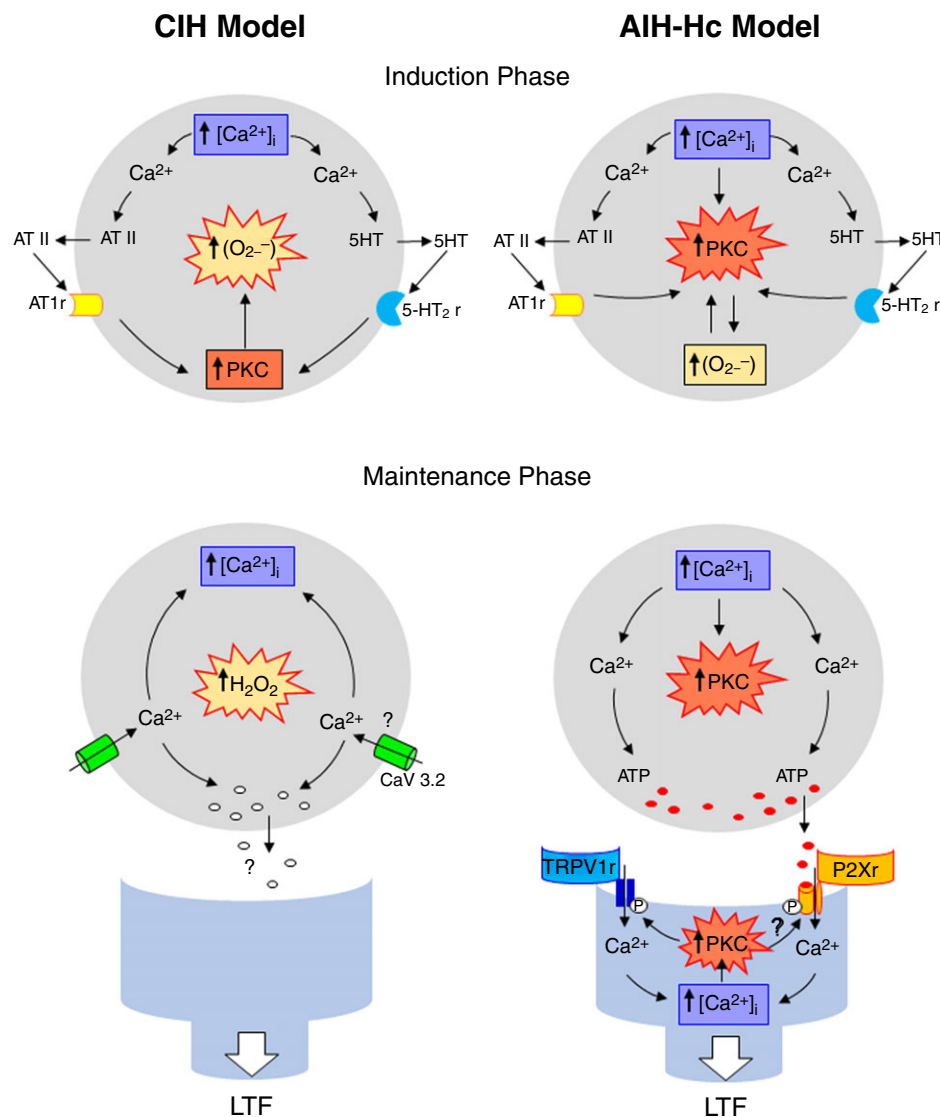 CIH Model
AIH-Hc Model
Induction Phase
[Ca²⁺]ᵢ
Ca²⁺
Ca²⁺
AT II
AT II
(O₂-⁻)
5HT
5HT
AT1r
5-HT₂ r
PKC
[Ca²⁺]ᵢ
Ca²⁺
Ca²⁺
AT II
AT II
PKC
5HT
5HT
AT1r
5-HT₂ r
(O₂-⁻)
Maintenance Phase
[Ca²⁺]ᵢ
H₂O₂
Ca²⁺
Ca²⁺
?
CaV 3.2
?
LTF
[Ca²⁺]ᵢ
Ca²⁺
Ca²⁺
PKC
ATP
ATP
TRPV1r
P2Xr
P
P
?
PKC
Ca²⁺
Ca²⁺
[Ca²⁺]ᵢ
LTF